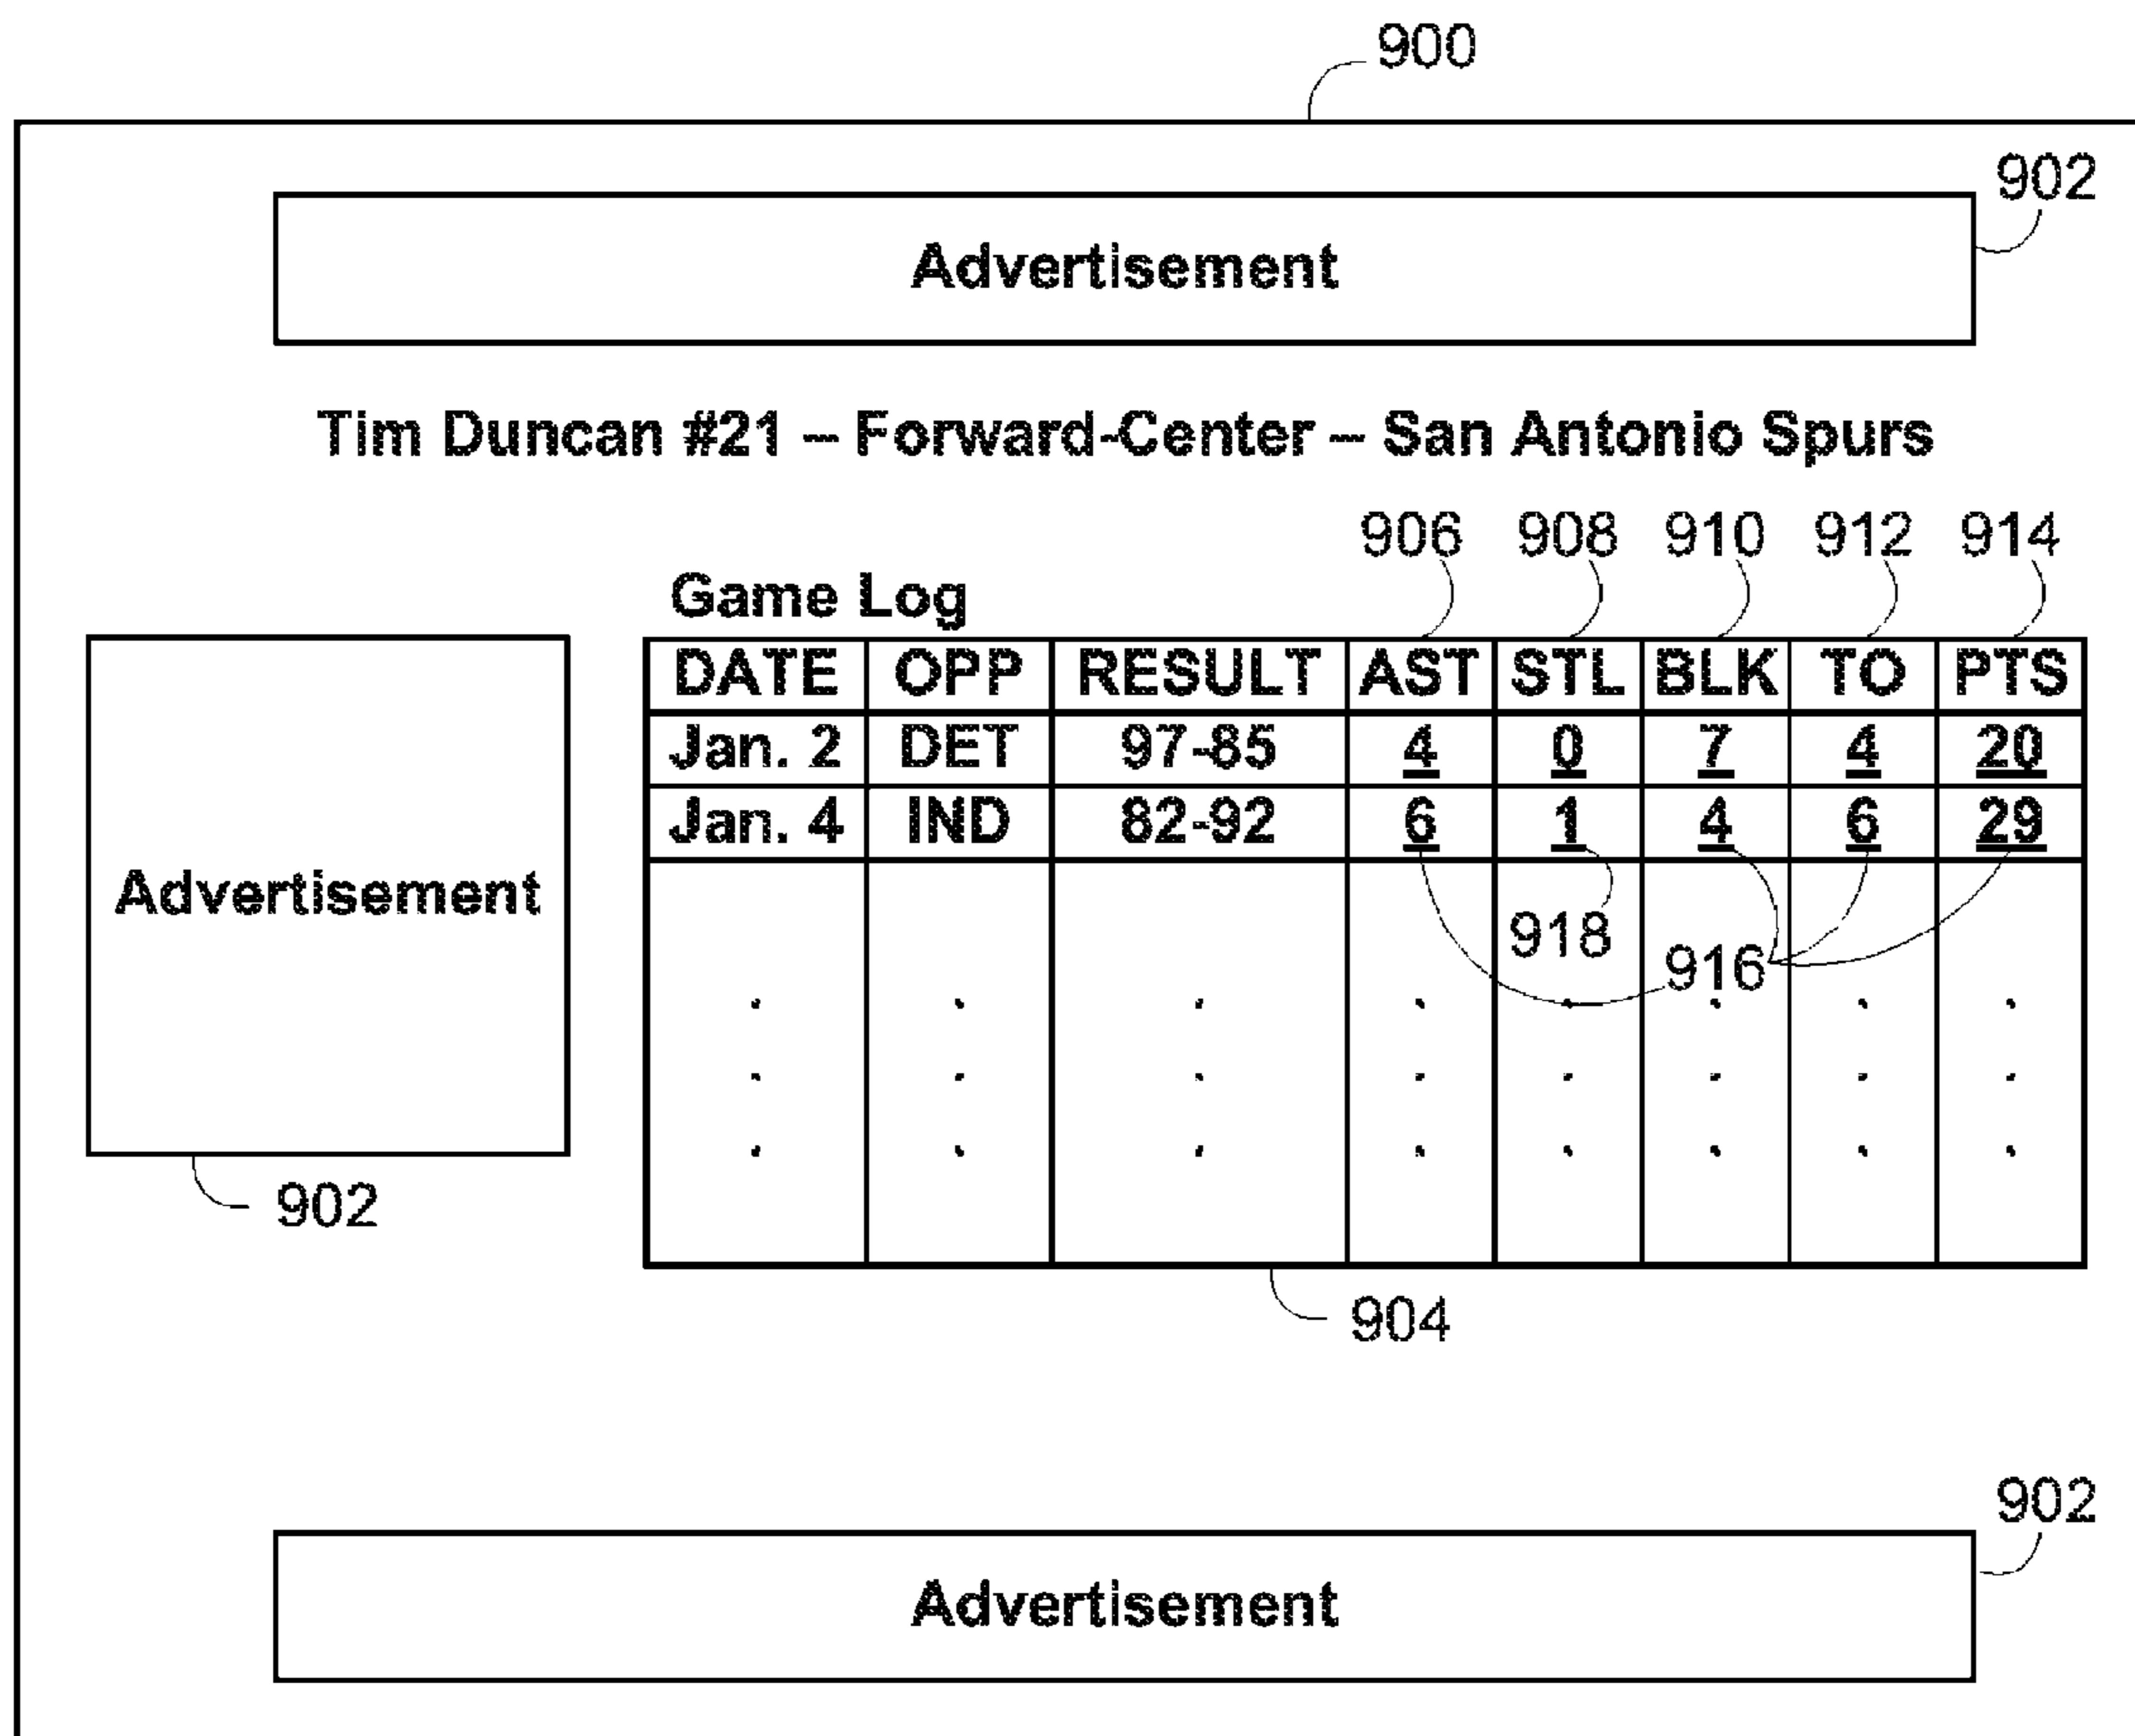 900
902
Advertisement
Tim Duncan #21 – Forward-Center – San Antonio Spurs
906 908 910 912 914
Game Log
DATE OPP RESULT AST STL BLK TO PTS
Jan. 2 DET 97-85 4 0 7 4 20
Jan. 4 IND 82-92 6 1 4 6 29
Advertisement
918
916
902
904
902
Advertisement